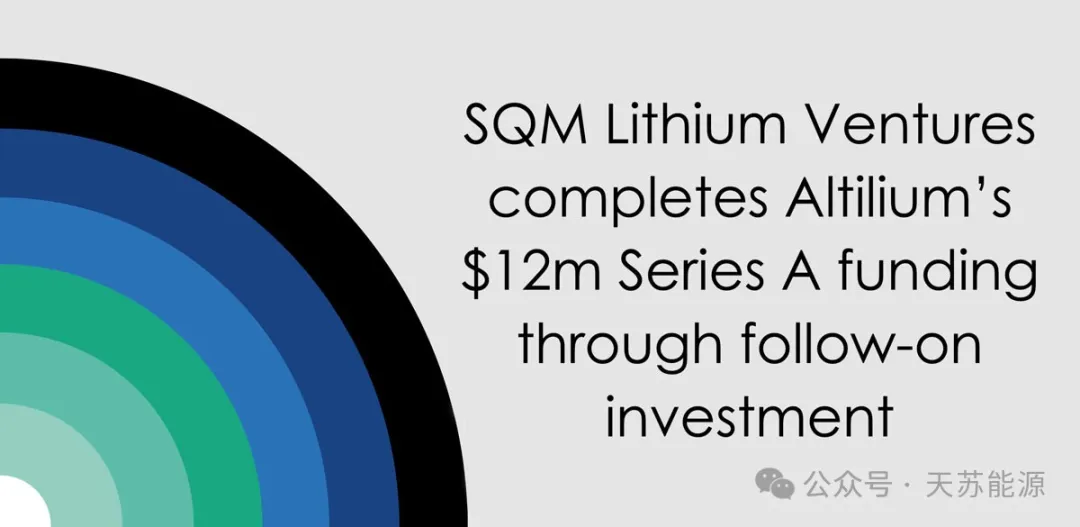 SQM Lithium Ventures
completes Altilium’s
$12m Series A funding
through follow-on
investment
公众号 · 天苏能源